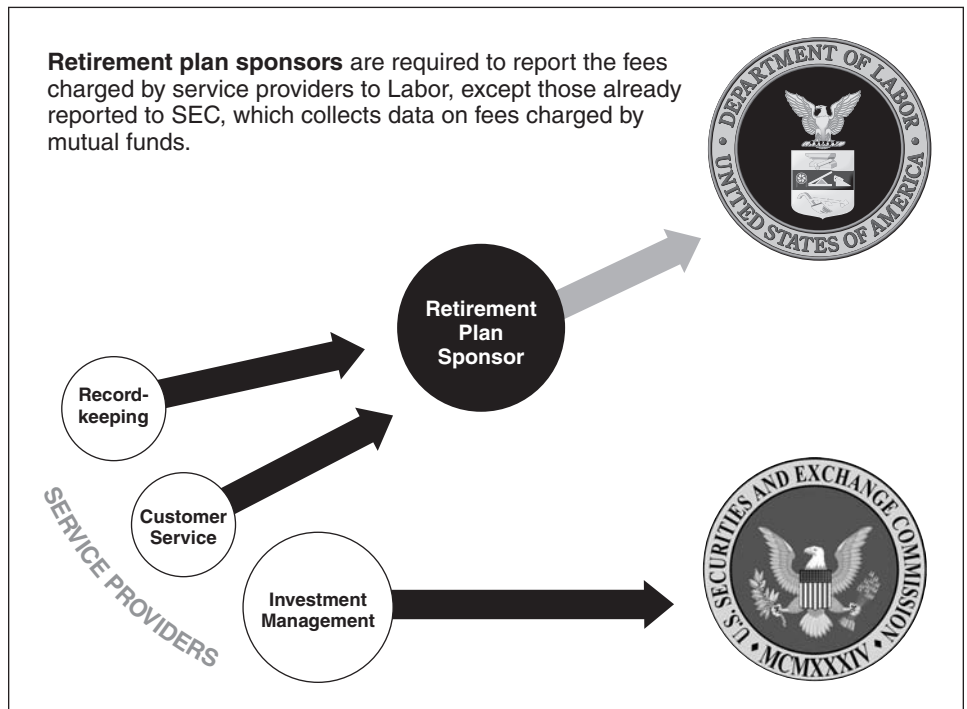 Retirement plan sponsors are required to report the fees
charged by service providers to Labor, except those already
reported to SEC, which collects data on fees charged by
mutual funds.
DEPARTMENT OF LABOR
UNITED STATES OF AMERICA
Retirement
Plan
Sponsor
Record-
keeping
Customer
Service
SERVICE PROVIDERS
Investment
Management
U.S. SECURITIES AND EXCHANGE COMMISSION
MCMXXXIV